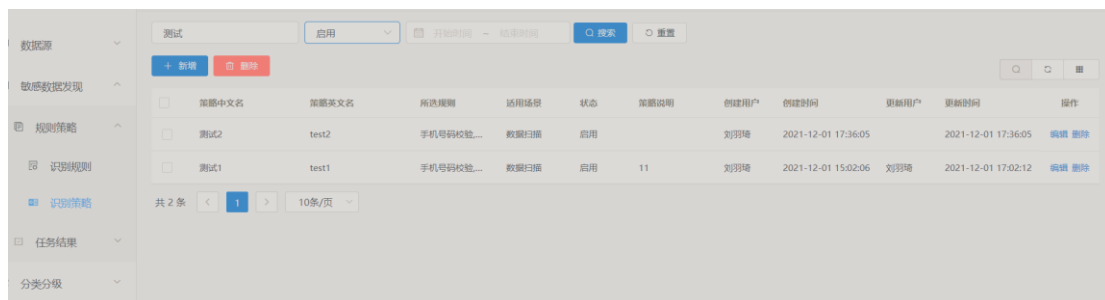 数据源
敏感数据发现
规则策略
识别规则
识别策略
任务结果
分类分级
测试 启用 开始时间 ~ 结束时间 搜索 重置
+ 新增 删除
策略中文名 策略英文名 所选规则 适用场景 状态 策略说明 创建用户 创建时间 更新用户 更新时间 操作
测试2 test2 手机号码校验,... 数据扫描 启用 刘羽琦 2021-12-01 17:36:05 2021-12-01 17:36:05 编辑 删除
测试1 test1 手机号码校验,... 数据扫描 启用 11 刘羽琦 2021-12-01 15:02:06 刘羽琦 2021-12-01 17:02:12 编辑 删除
共 2 条 < 1 > 10条/页